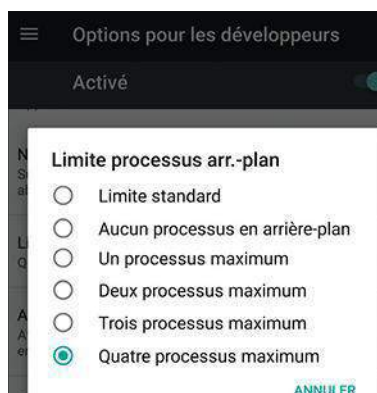 Options pour les développeurs
Activé
Limite processus arr.-plan
Limite standard
Aucun processus en arrière-plan
Un processus maximum
Deux processus maximum
Trois processus maximum
Quatre processus maximum
ANNULER